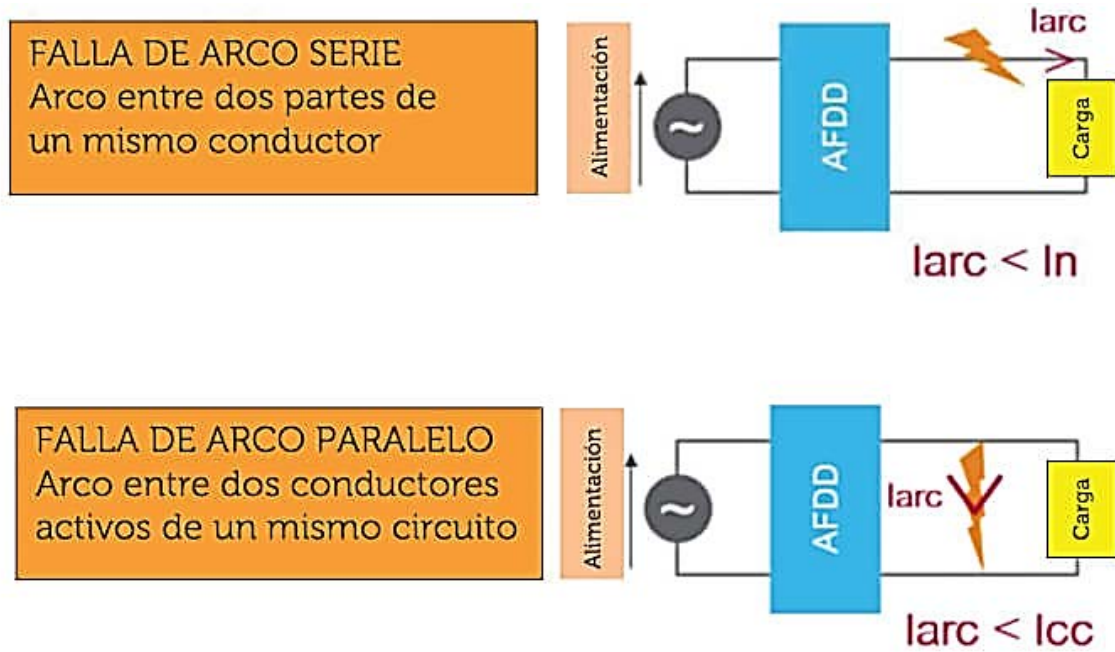 FALLA DE ARCO SERIE
Arco entre dos partes de
un mismo conductor
Alimentación
~
AFDD
Iarc
Carga
Iarc < In
FALLA DE ARCO PARALELO
Arco entre dos conductores
activos de un mismo circuito
Alimentación
~
AFDD
Iarc
Carga
Iarc < Icc